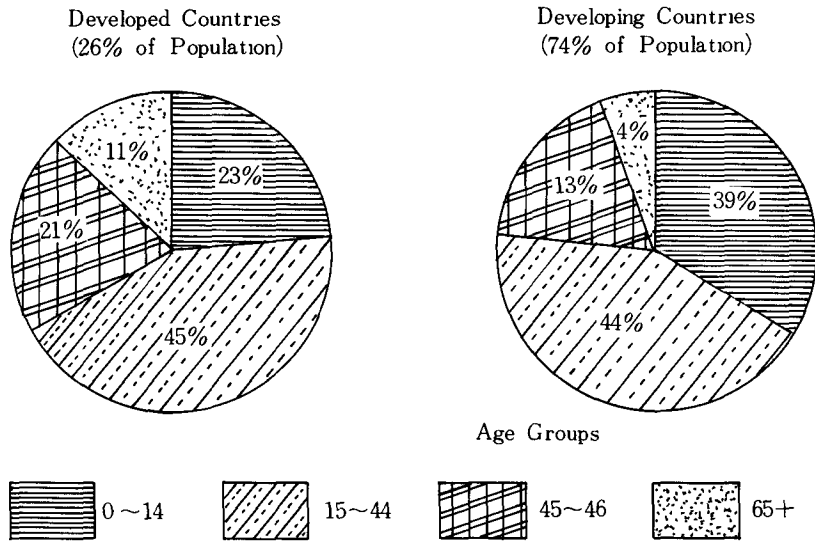 Developed Countries
(26% of Population)
Developing Countries
(74% of Population)
11%
23%
21%
45%
4%
13%
39%
44%
Age Groups
0~14
15~44
45~46
65+